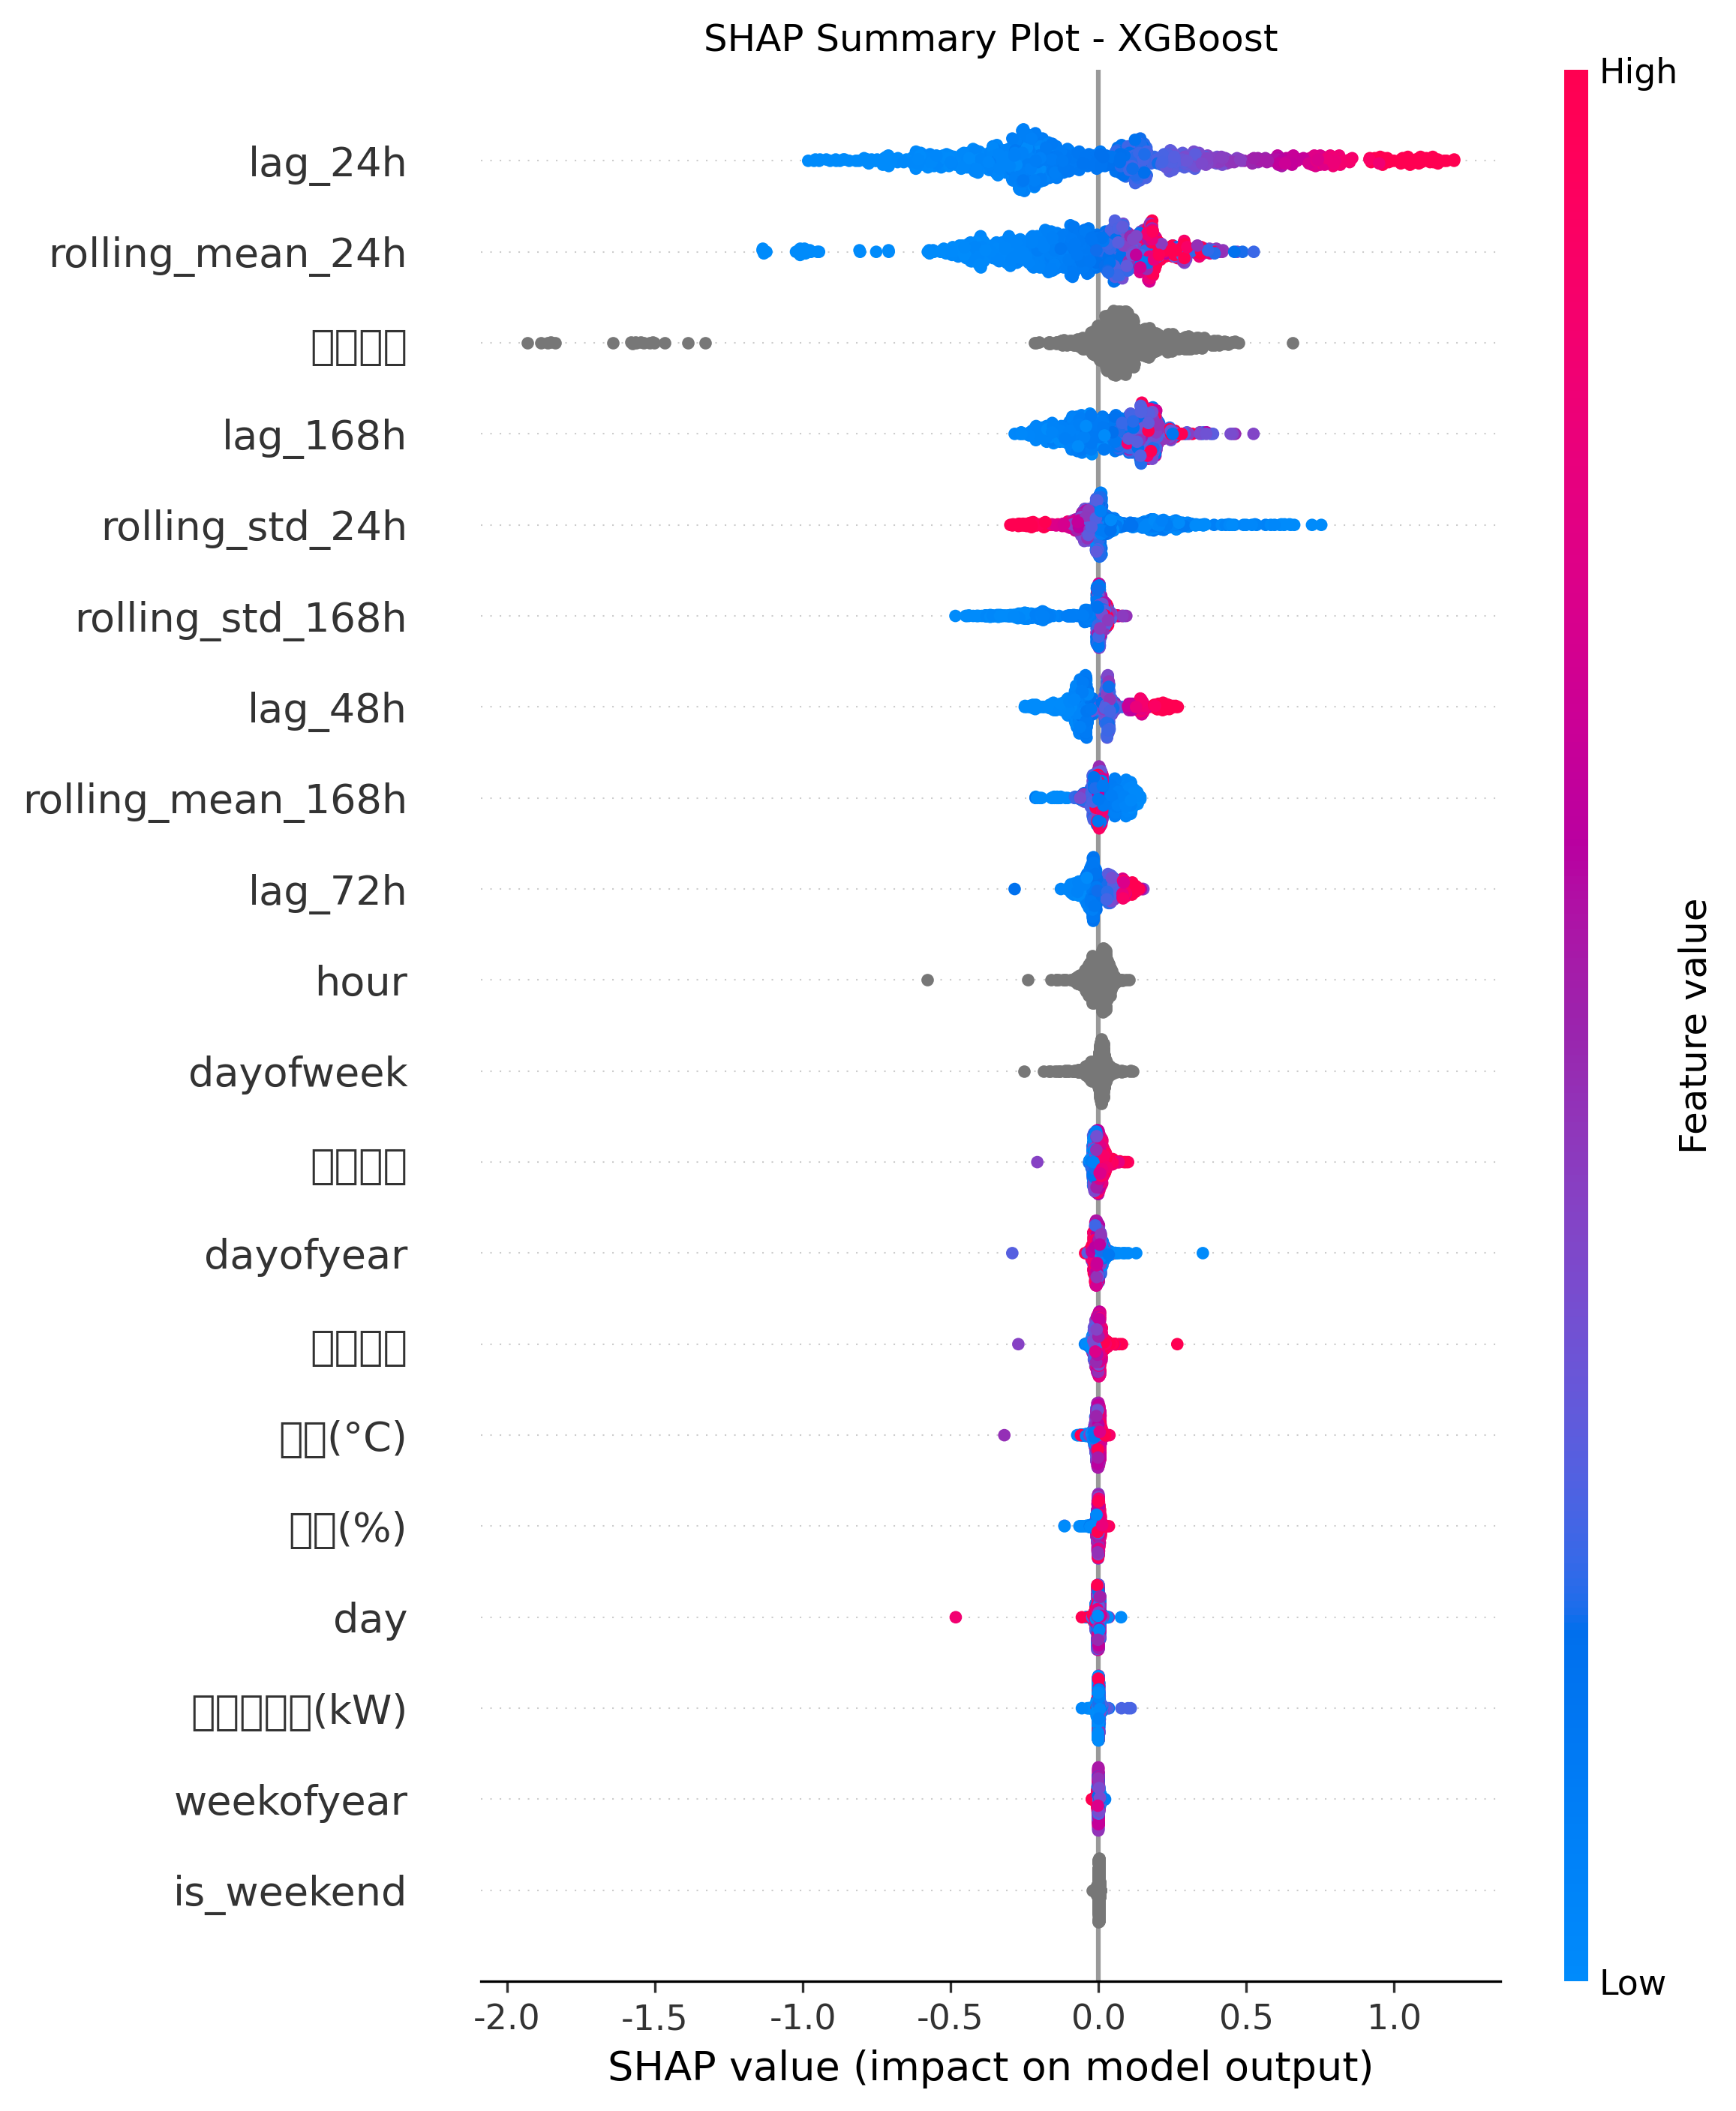 SHAP Summary Plot - XGBoost
High
lag_24h
rolling_mean_24h
lag_168h
rolling_std_24h
rolling_std_168h
lag_48h
rolling_mean_168h
lag_72h
hour
dayofweek
dayofyear
(°C)
(%)
day
(kW)
weekofyear
is_weekend
Feature value
Low
-2.0 -1.5 -1.0 -0.5 0.0 0.5 1.0
SHAP value (impact on model output)